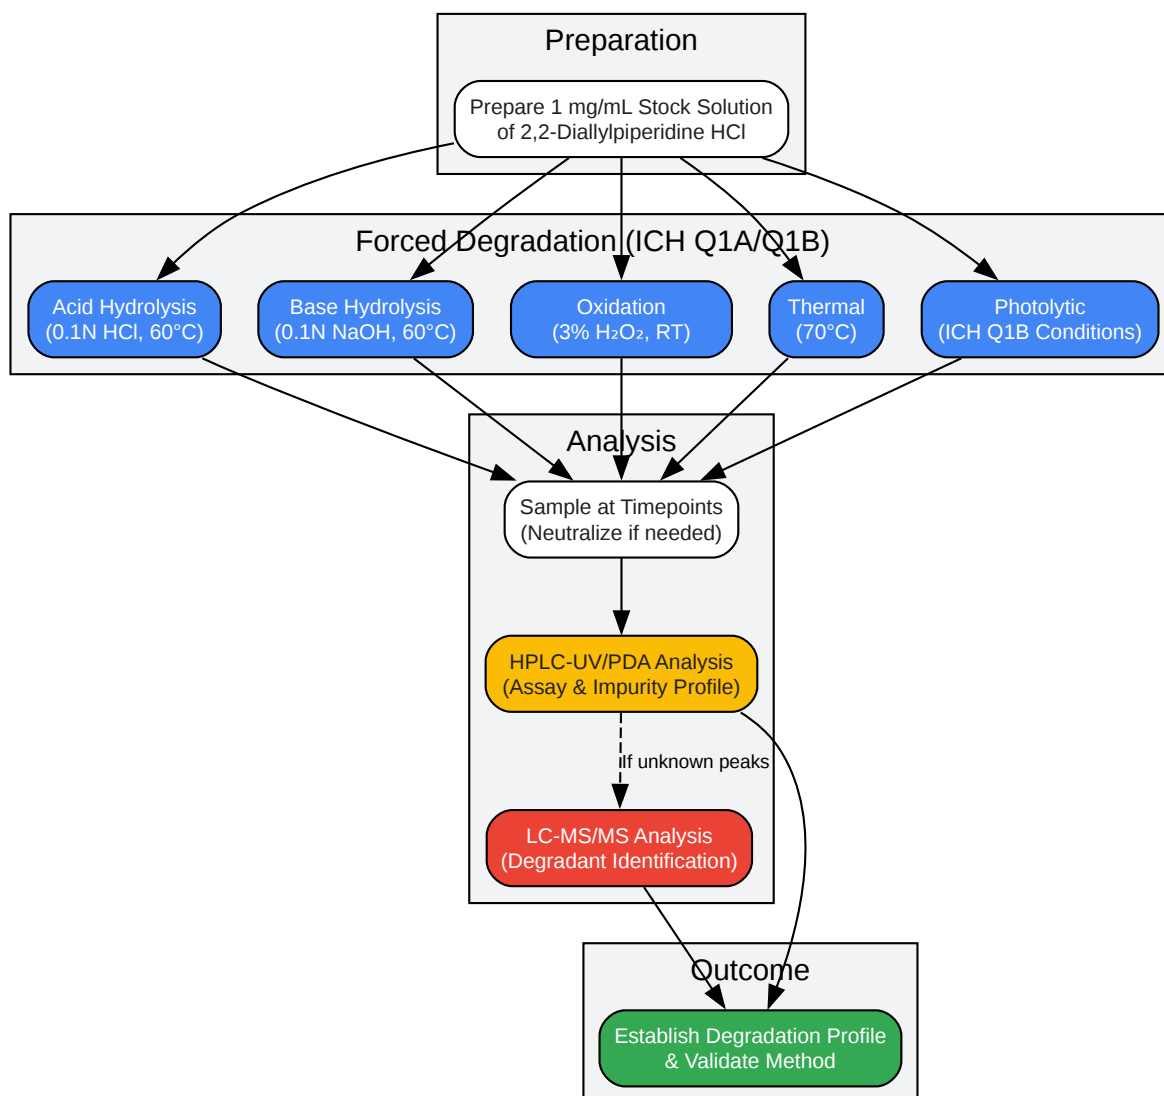 Preparation
Prepare 1 mg/mL Stock Solution
of 2,2-Diallylpiperidine HCl
Forced Degradation (ICH Q1A/Q1B)
Acid Hydrolysis
(0.1N HCl, 60°C)
Base Hydrolysis
(0.1N NaOH, 60°C)
Oxidation
(3% H₂O₂, RT)
Thermal
(70°C)
Photolytic
(ICH Q1B Conditions)
Analysis
Sample at Timepoints
(Neutralize if needed)
HPLC-UV/PDA Analysis
(Assay & Impurity Profile)
If unknown peaks
LC-MS/MS Analysis
(Degradant Identification)
Outcome
Establish Degradation Profile
& Validate Method